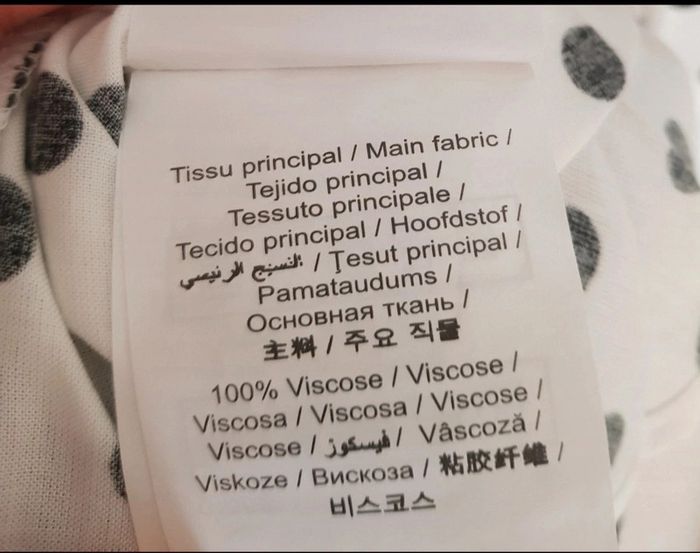 Tissu principal / Main fabric /
Tejido principal /
Tessuto principale /
Tecido principal / Hoofdstof /
النسيج الرئيسي / Ţesut principal /
Pamataudums /
Основная ткань /
主料 / 주요 직물
100% Viscose / Viscose /
Viscosa / Viscosa / Viscose /
Viscose / فيسكوز / Vâscoză /
Viskoze / Вискоза / 粘胶纤维 /
비스코스